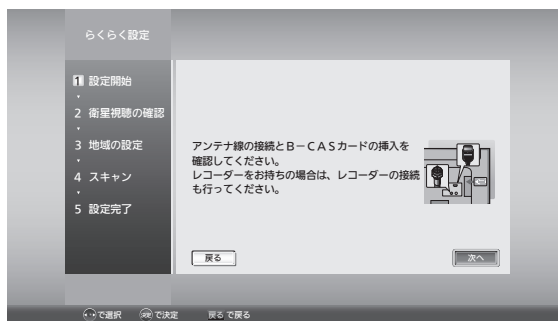 らくらく設定
1 設定開始
2 衛星視聴の確認
3 地域の設定
4 スキャン
5 設定完了
アンテナ線の接続とB-CASカードの挿入を
確認してください。
レコーダーをお持ちの場合は、レコーダーの接続
も行ってください。
戻る 次へ
で選択 決定 で決定 戻る で戻る